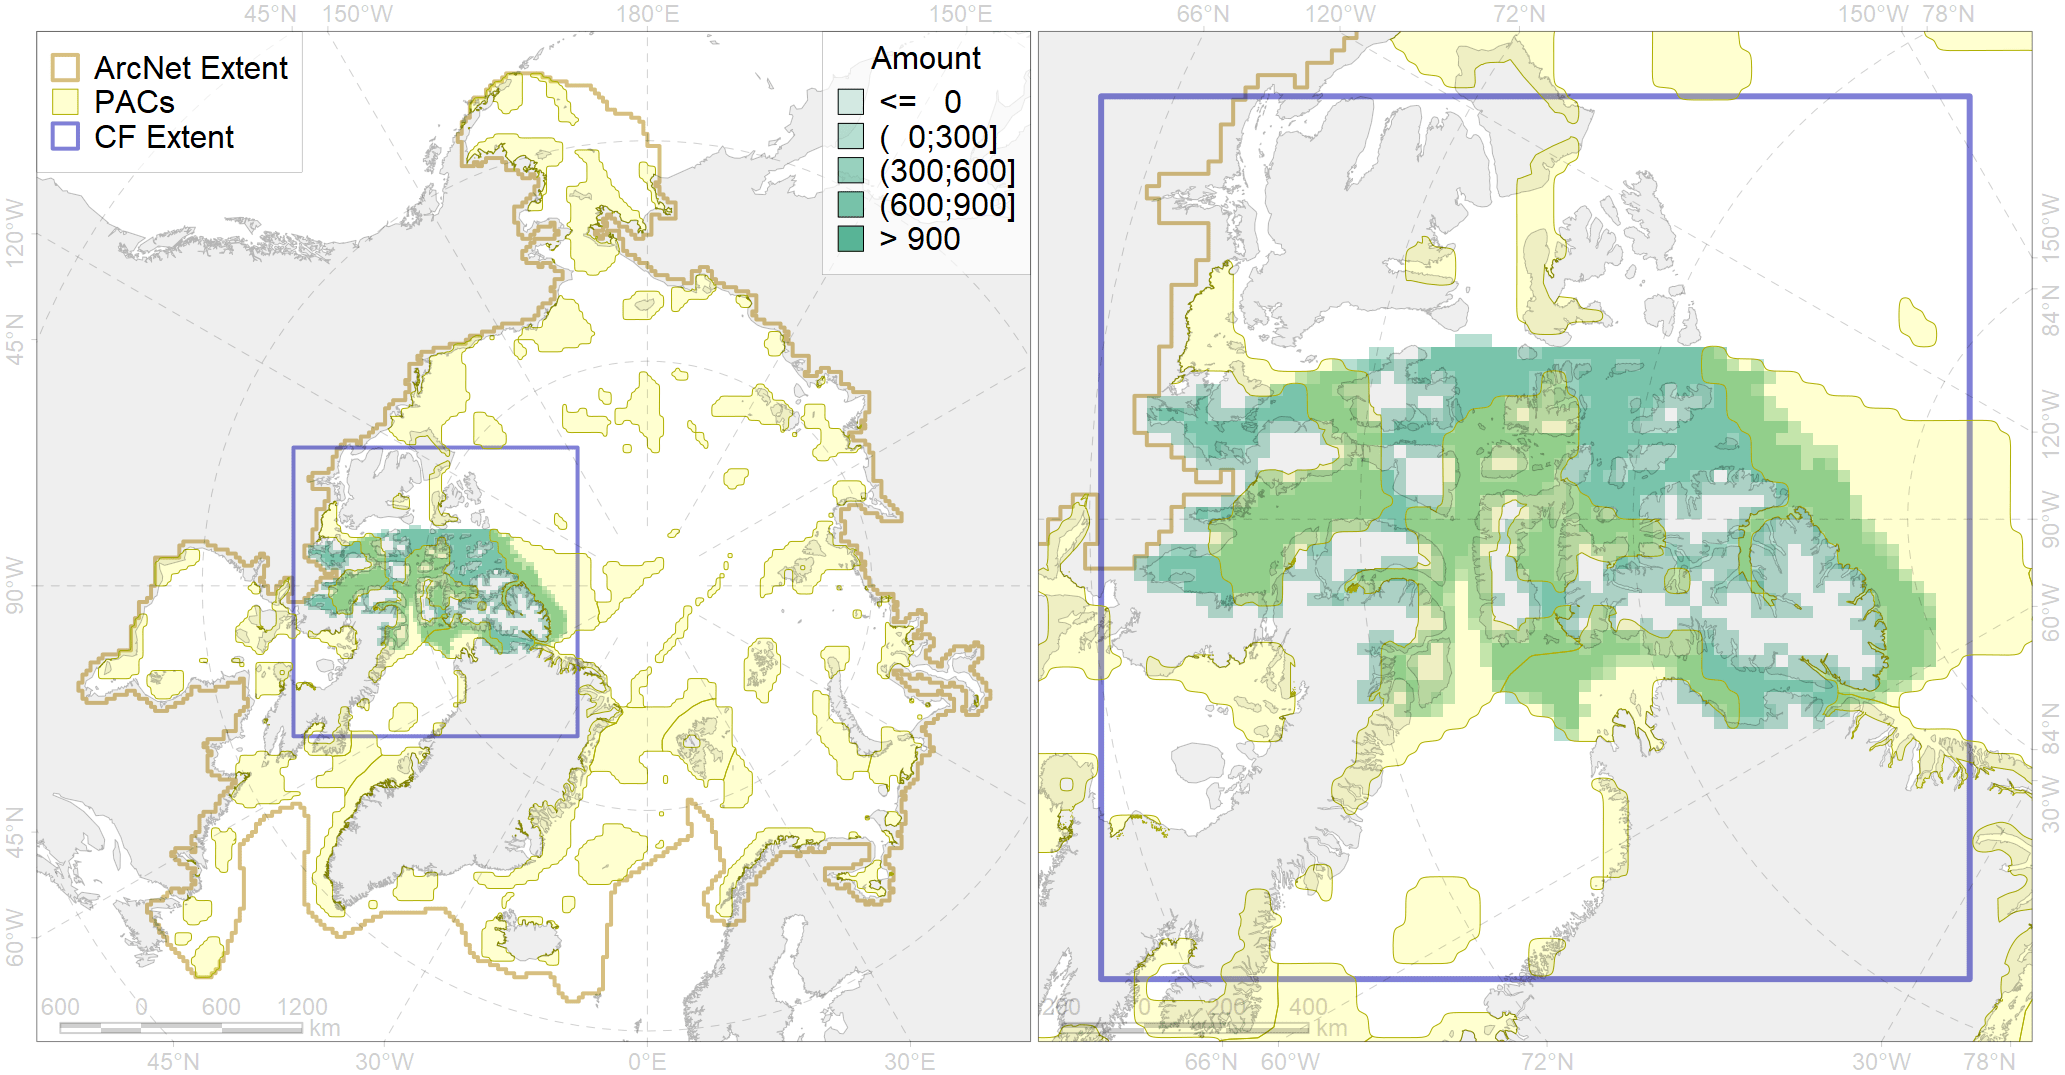 45°N 150°W 180°E 150°E 66°N 120°W 72°N 150°W 78°N
ArcNet Extent
PACs
CF Extent
Amount
<= 0
( 0;300]
(300;600]
(600;900]
> 900
120°W
45°N
90°W
45°N
60°W
150°W
84°N
120°W
90°W
60°W
84°N
30°W
600 0 600 1200
km
200 0 200 400
km
45°N 30°W 0°E 30°E 66°N 60°W 72°N 30°W 78°N